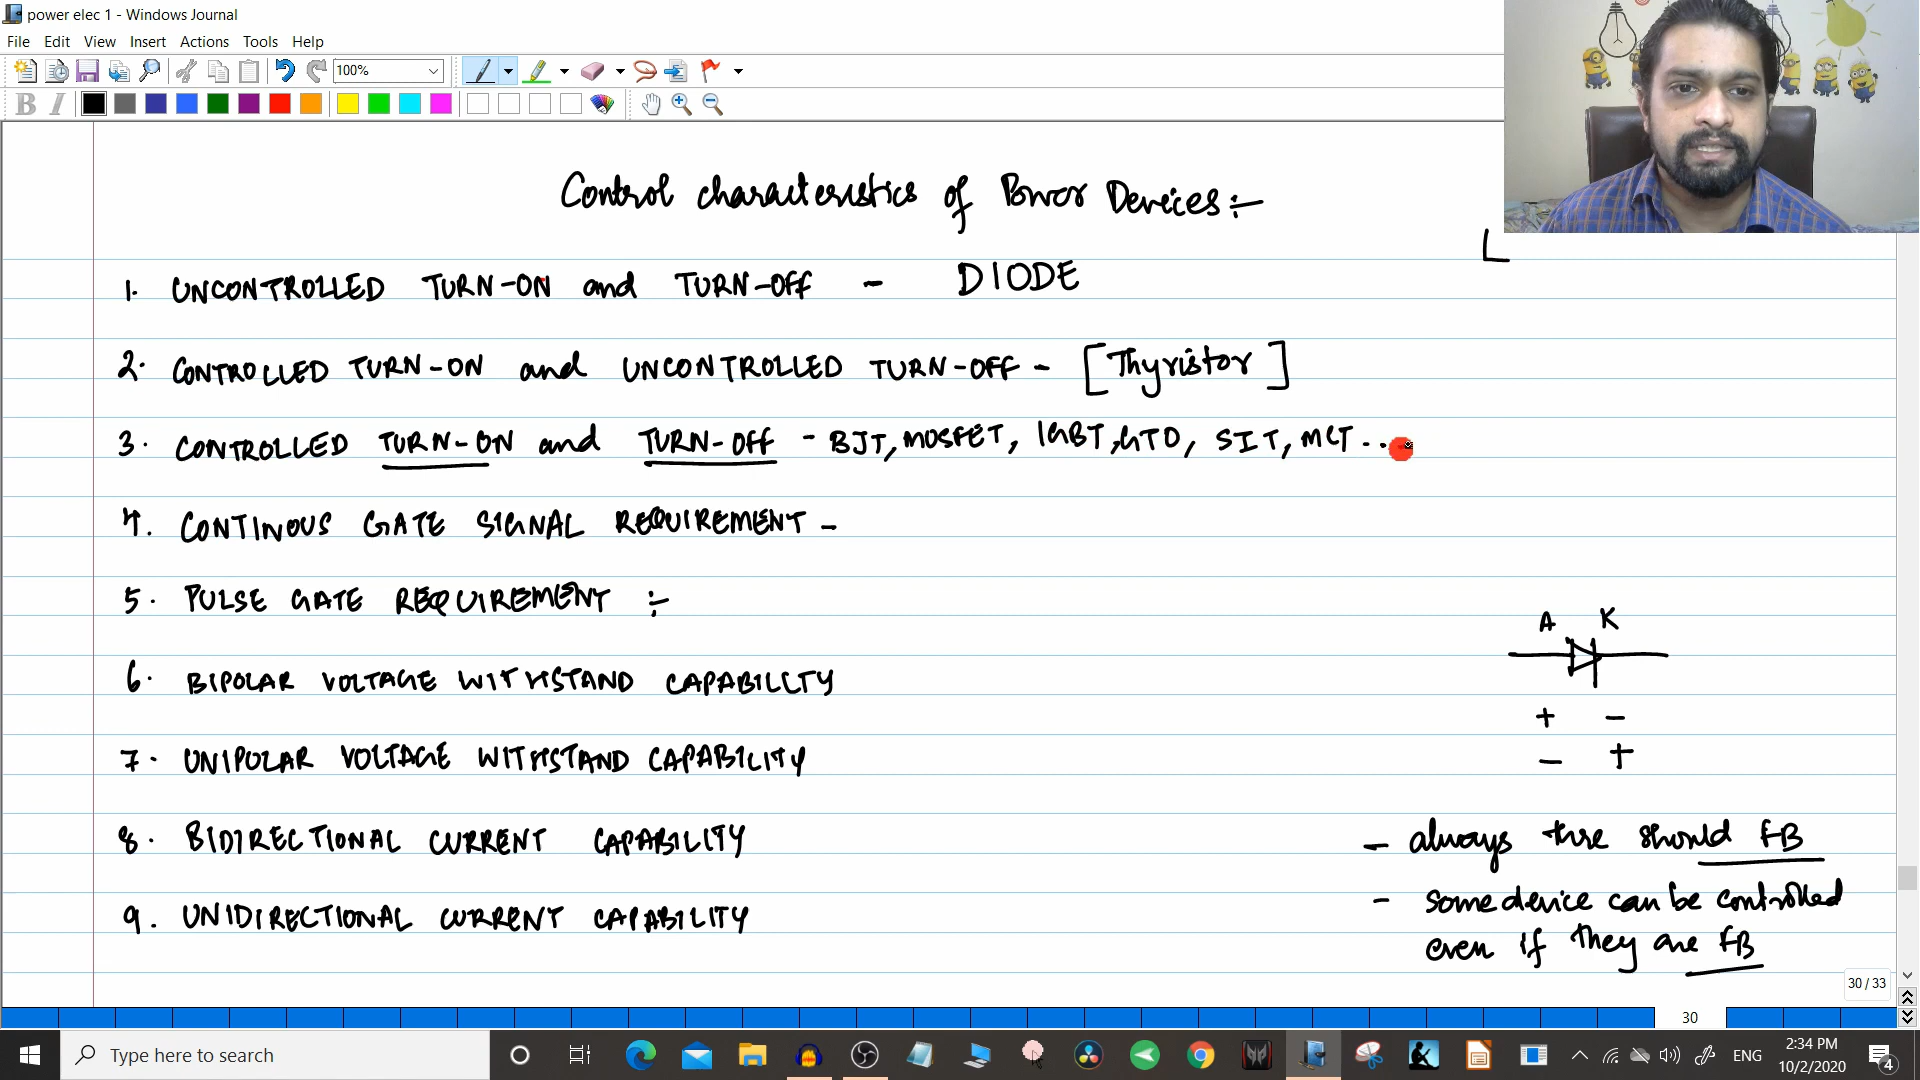 power elec 1 - Windows Journal
File Edit View Insert Actions Tools Help
100%
B I
Control characteristics of Power Devices :-
1. UNCONTROLLED TURN-ON and TURN-OFF - DIODE
2. CONTROLLED TURN-ON and UNCONTROLLED TURN-OFF - [Thyristor]
3. CONTROLLED TURN-ON and TURN-OFF - BJT, MOSFET, IGBT, GTO, SIT, MCT ...
4. CONTINOUS GATE SIGNAL REQUIREMENT -
5. PULSE GATE REQUIREMENT :-
6. BIPOLAR VOLTAGE WITHSTAND CAPABILITY
7. UNIPOLAR VOLTAGE WITHSTAND CAPABILITY
8. BIDIRECTIONAL CURRENT CAPABILITY
9. UNIDIRECTIONAL CURRENT CAPABILITY
A K
+ -
- +
- always thre should FB
- some device can be controlled
even if they are FB
30 / 33
30
Type here to search
ENG
2:34 PM
10/2/2020
4